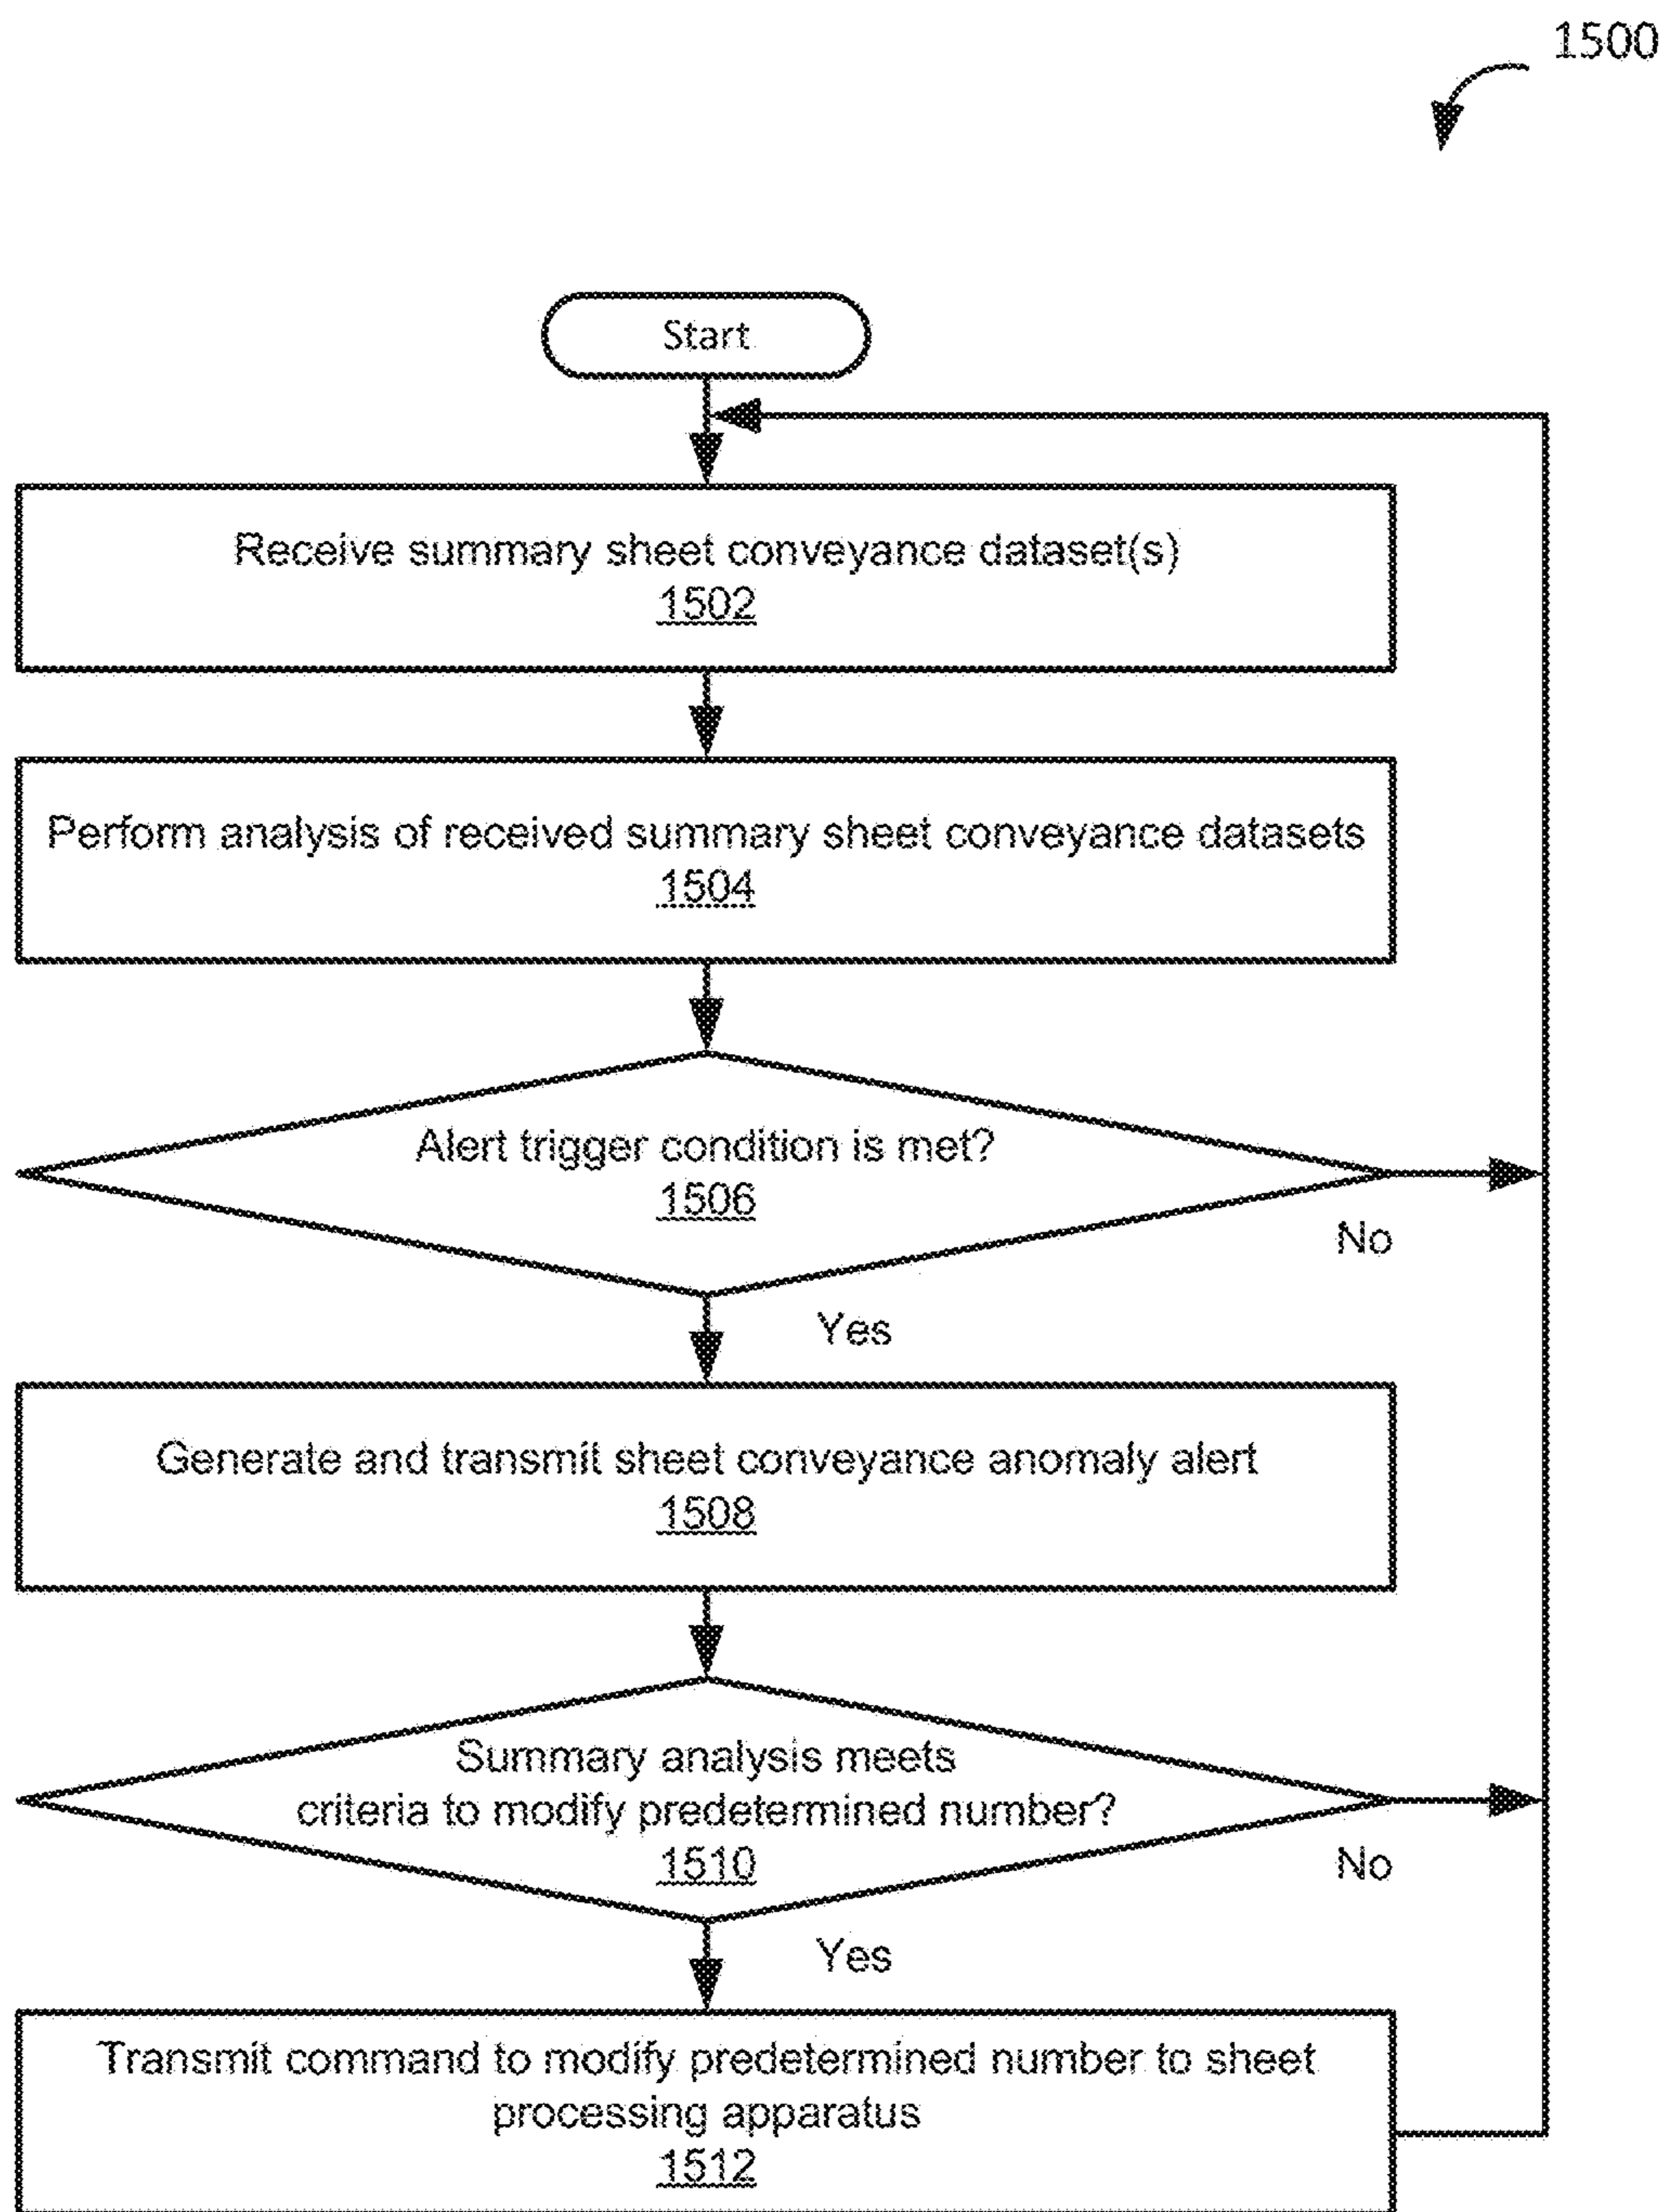 1500
Start
Receive summary sheet conveyance dataset(s)
1502
Perform analysis of received summary sheet conveyance datasets
1504
Alert trigger condition is met?
1506
No
Yes
Generate and transmit sheet conveyance anomaly alert
1508
Summary analysis meets
criteria to modify predetermined number?
1510
No
Yes
Transmit command to modify predetermined number to sheet
processing apparatus
1512